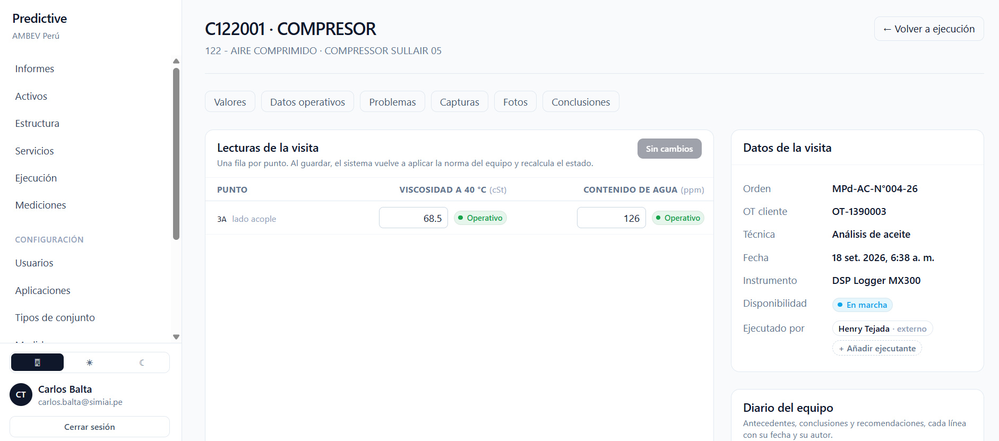 Predictive
AMBEV Perú
Informes
Activos
Estructura
Servicios
Ejecución
Mediciones
CONFIGURACIÓN
Usuarios
Aplicaciones
Tipos de conjunto
CT
Carlos Balta
carlos.balta@simiai.pe
Cerrar sesión
C122001 · COMPRESOR
122 - AIRE COMPRIMIDO · COMPRESSOR SULLAIR 05
← Volver a ejecución
Valores
Datos operativos
Problemas
Capturas
Fotos
Conclusiones
Lecturas de la visita
Una fila por punto. Al guardar, el sistema vuelve a aplicar la norma del equipo y recalcula el estado.
Sin cambios
PUNTO VISCOSIDAD A 40 °C (cSt) CONTENIDO DE AGUA (ppm)
3A lado acople 68.5 Operativo 126 Operativo
Datos de la visita
Orden MPd-AC-N°004-26
OT cliente OT-1390003
Técnica Análisis de aceite
Fecha 18 set. 2026, 6:38 a. m.
Instrumento DSP Logger MX300
Disponibilidad En marcha
Ejecutado por Henry Tejada · externo
+ Añadir ejecutante
Diario del equipo
Antecedentes, conclusiones y recomendaciones, cada línea
con su fecha y su autor.